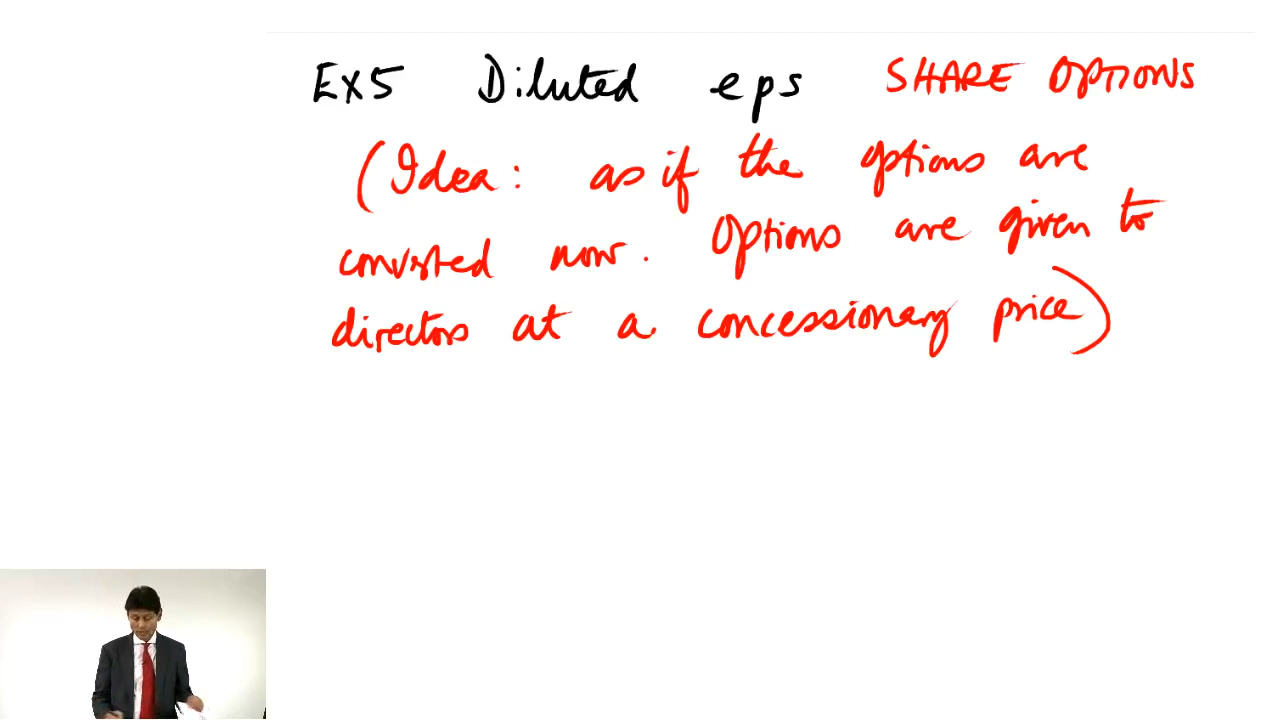 EX5 Diluted eps SHARE OPTIONS
(Idea: as if the options are
converted now. Options are given to
directors at a concessionary price)